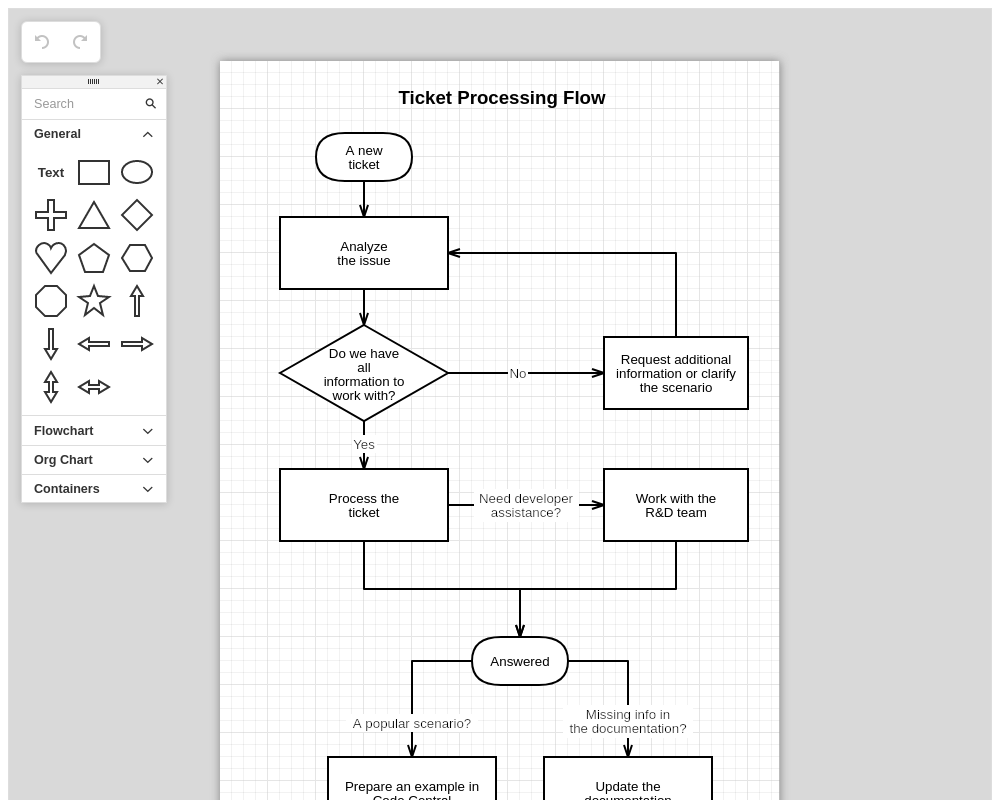 Ticket Processing Flow
Search
General
Text
Flowchart
Org Chart
Containers
A new
ticket
Analyze
the issue
Do we have
all
information to
work with?
No
Request additional
information or clarify
the scenario
Yes
Process the
ticket
Need developer
assistance?
Work with the
R&D team
Answered
A popular scenario?
Missing info in
the documentation?
Prepare an example in
Code Central
Update the
documentation